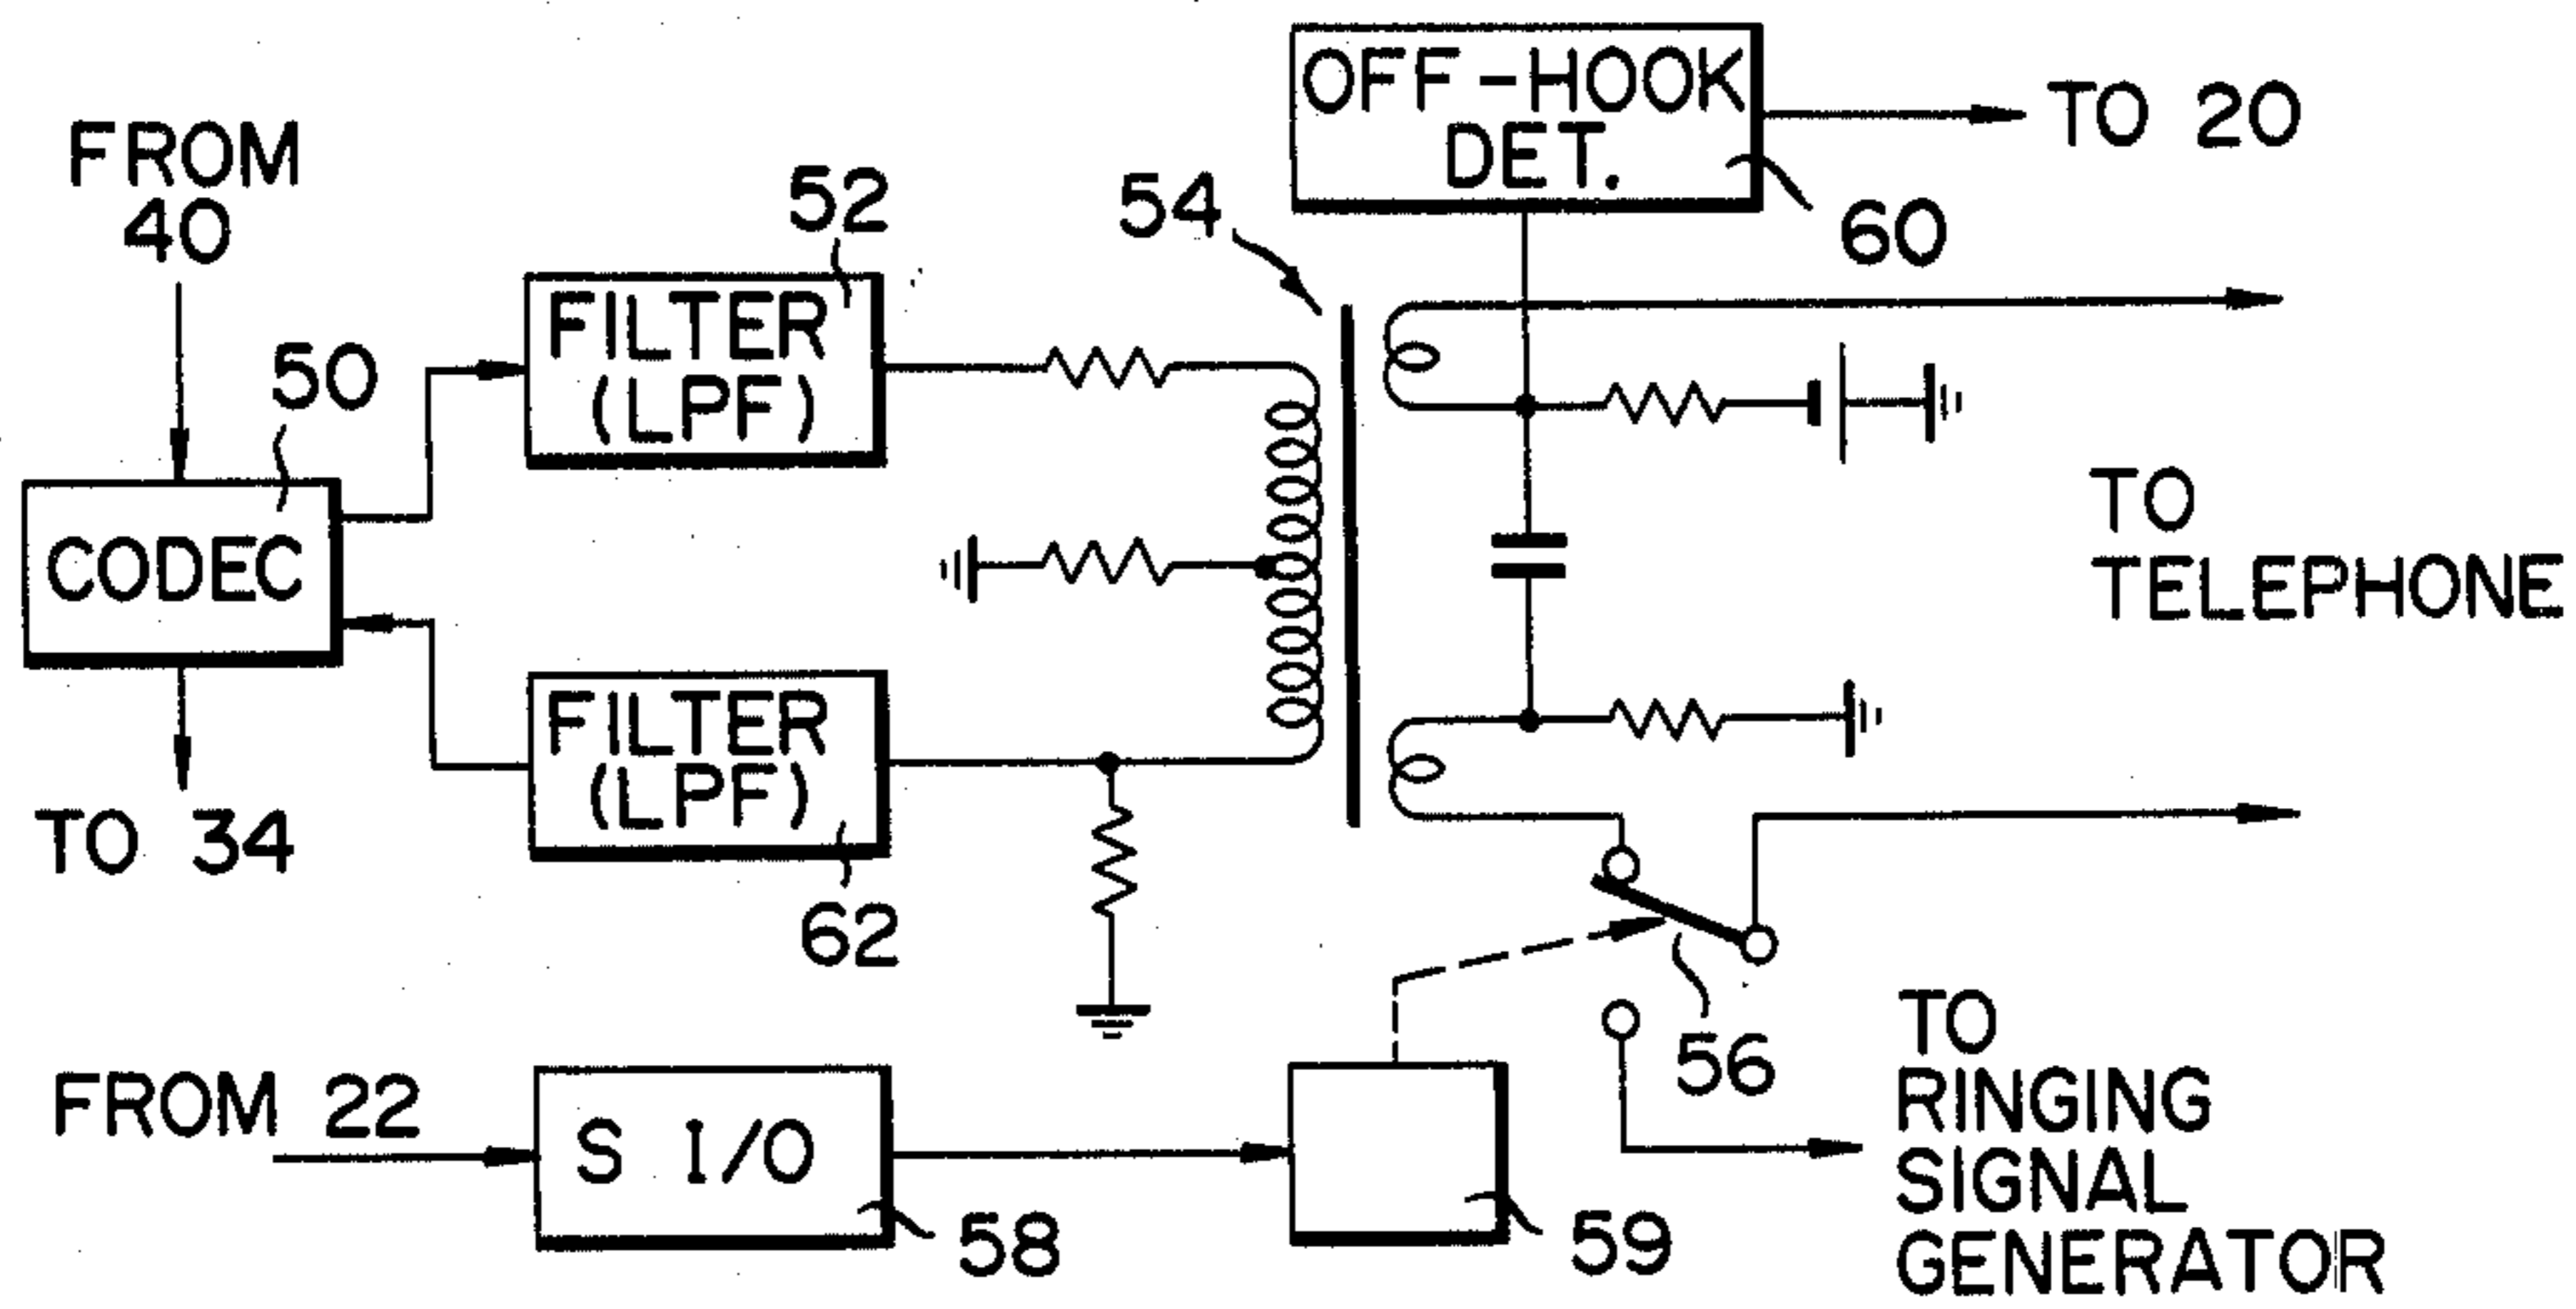 OFF-HOOK
DET.
TO 20
60
54
FROM
40
52
FILTER
(LPF)
50
CODEC
TO
TELEPHONE
FILTER
(LPF)
62
TO 34
56
FROM 22
S I/O
58
59
TO
RINGING
SIGNAL
GENERATOR